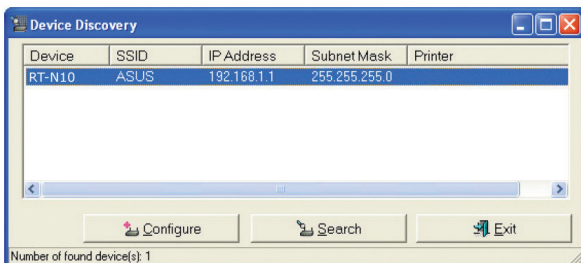 Device Discovery
Device SSID IP Address Subnet Mask Printer
RT-N10 ASUS 192.168.1.1 255.255.255.0
Configure Search Exit
Number of found device(s): 1